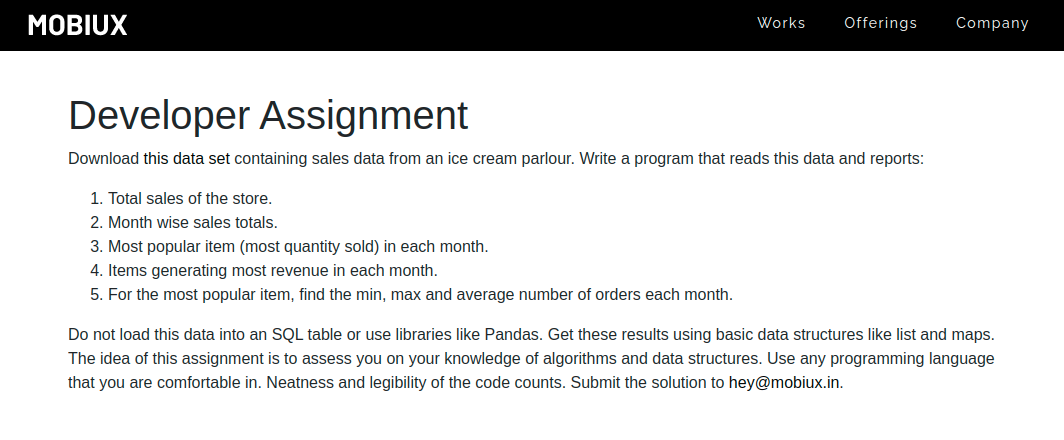 MOBIUX
Works Offerings Company
Developer Assignment
Download this data set containing sales data from an ice cream parlour. Write a program that reads this data and reports:
1. Total sales of the store.
2. Month wise sales totals.
3. Most popular item (most quantity sold) in each month.
4. Items generating most revenue in each month.
5. For the most popular item, find the min, max and average number of orders each month.
Do not load this data into an SQL table or use libraries like Pandas. Get these results using basic data structures like list and maps.
The idea of this assignment is to assess you on your knowledge of algorithms and data structures. Use any programming language
that you are comfortable in. Neatness and legibility of the code counts. Submit the solution to hey@mobiux.in.